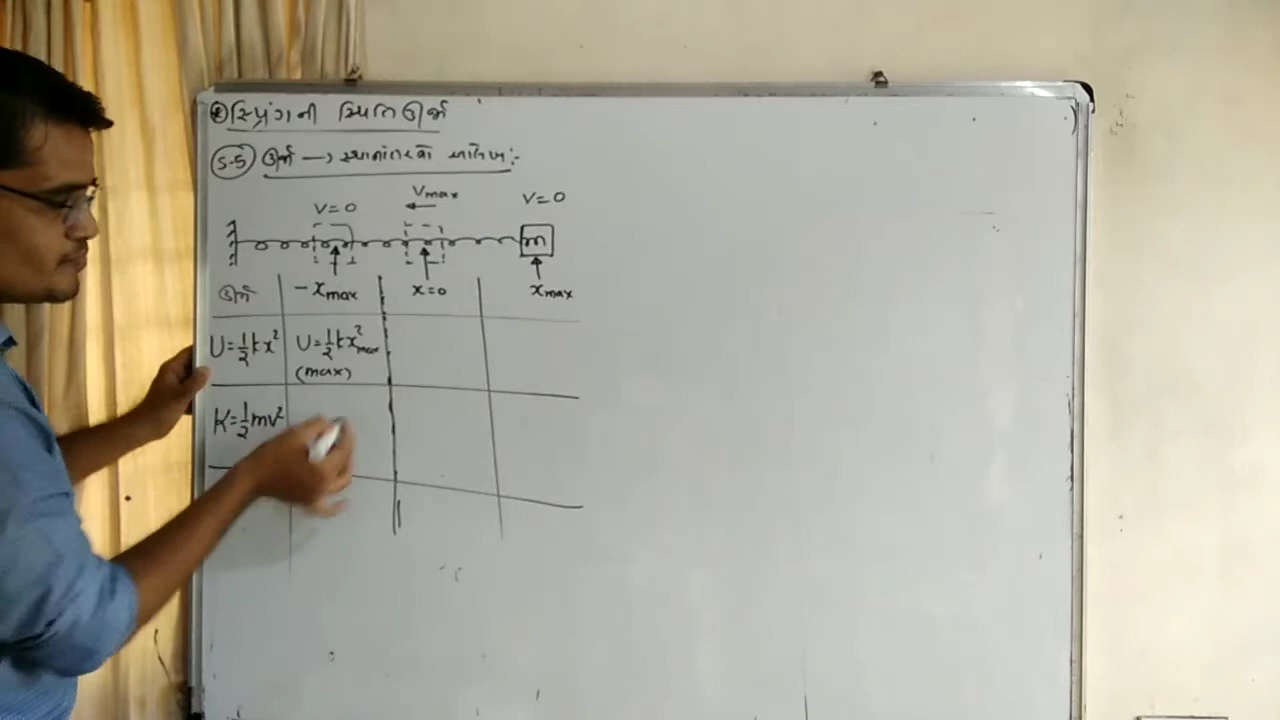 સ્પ્રિંગની સ્થિતિઊર્જા
S-5 ઊર્જા → સ્થાનાંતરનો આલેખ :-
V=0 Vmax V=0
m
ઊર્જા -xmax x=0 xmax
U=½kx² U=½kx²max
(max)
K=½mv²